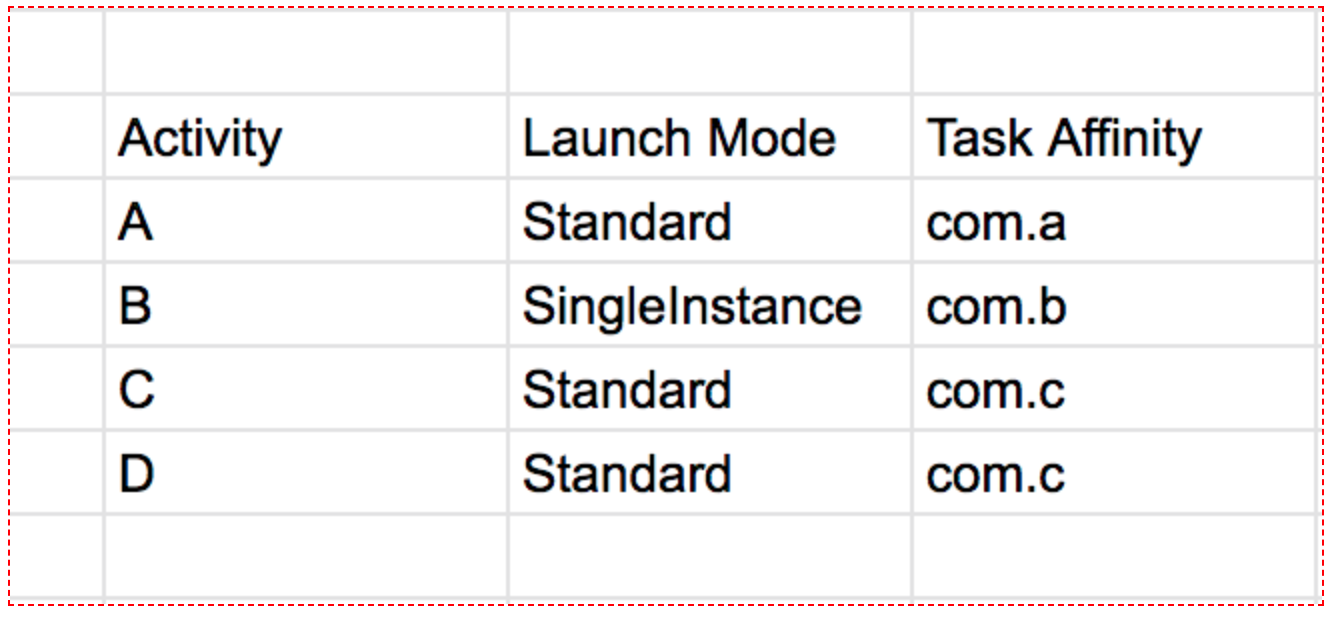 Activity Launch Mode Task Affinity
A Standard com.a
B SingleInstance com.b
C Standard com.c
D Standard com.c